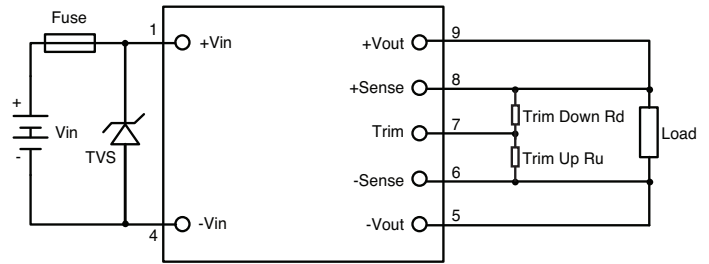 Fuse
1
+Vin
+Vout
9
+Sense
8
+
Vin
-
TVS
Trim
7
Trim Down Rd
Load
Trim Up Ru
-Sense
6
4
-Vin
-Vout
5